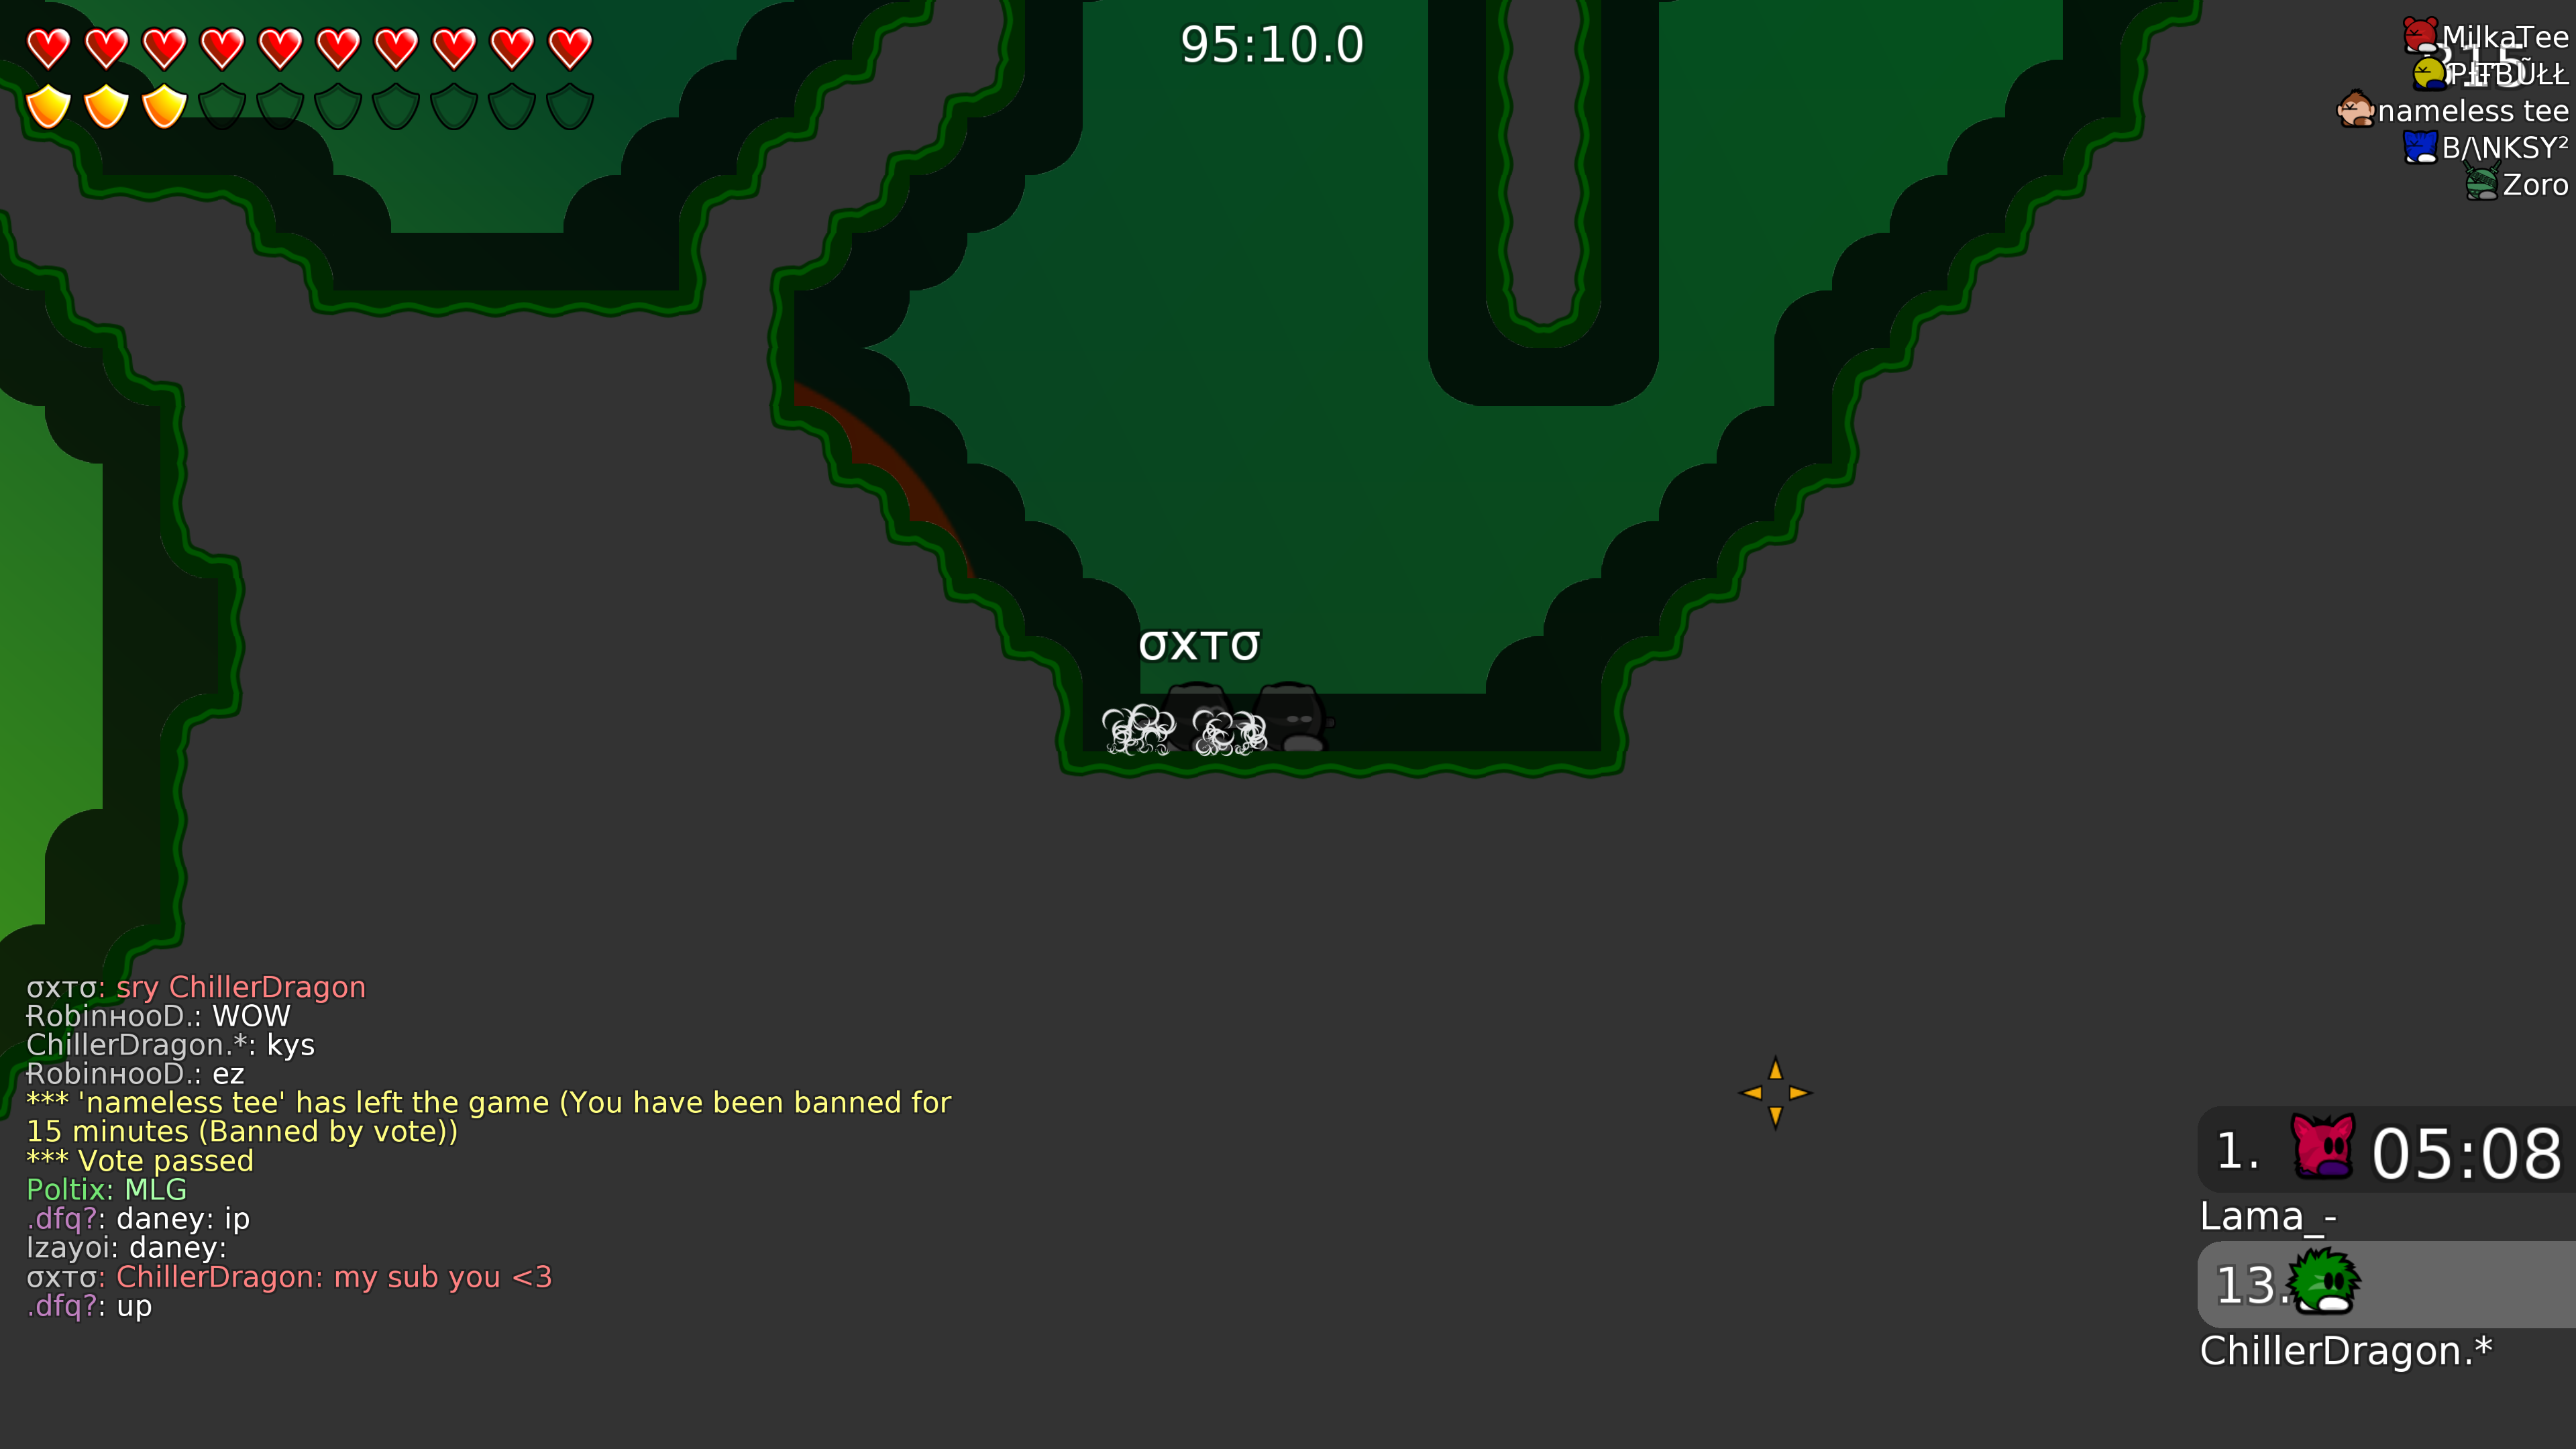 95:10.0
MilkaTee
nameless tee
B/\NKSY²
Zoro
σχτσ
σχτσ: sry ChillerDragon
ɌobinнooD.: WOW
ChillerDragon.*: kys
ɌobinнooD.: ez
*** 'nameless tee' has left the game (You have been banned for
15 minutes (Banned by vote))
*** Vote passed
Poltix: MLG
.dfq?: daney: ip
Izayoi: daney:
σχτσ: ChillerDragon: my sub you <3
.dfq?: up
1. 05:08
Lama_-
13.
ChillerDragon.*